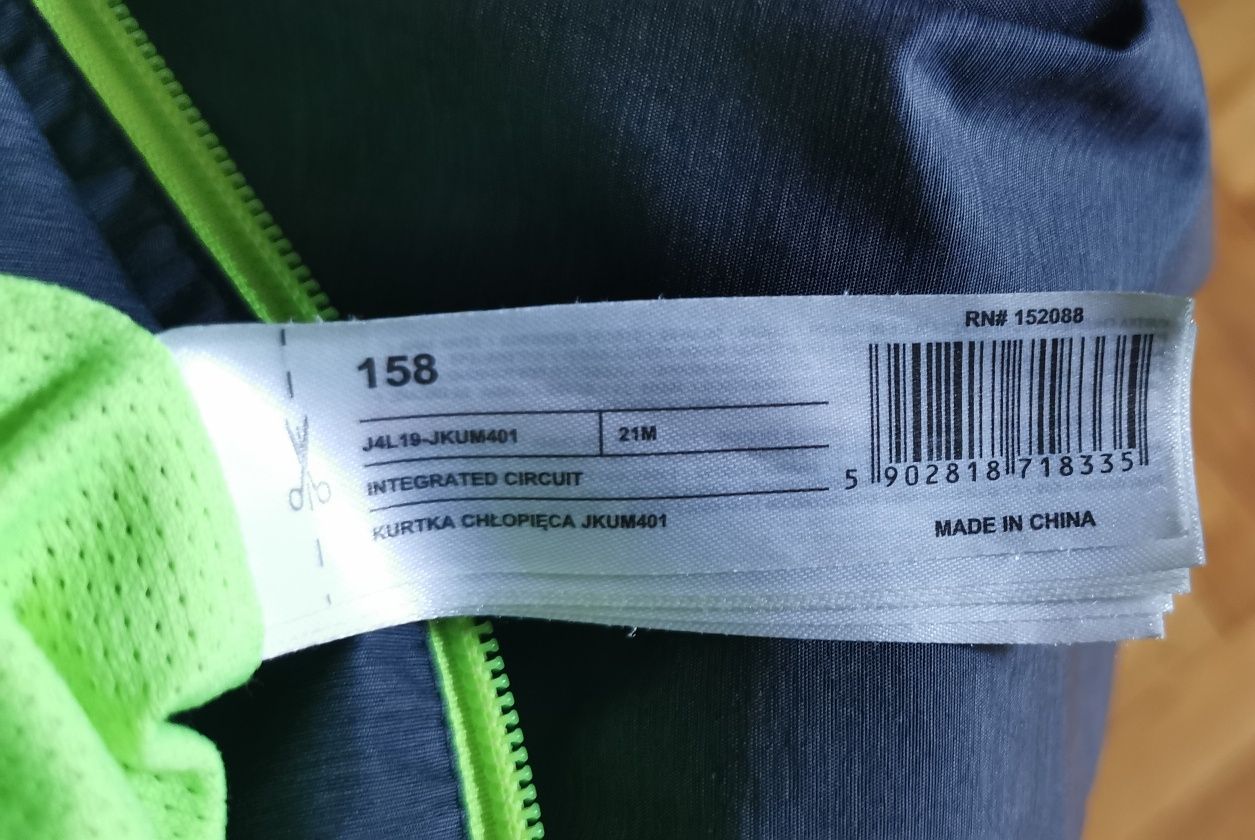 RN# 152088
158
J4L19-JKUM401 21M
INTEGRATED CIRCUIT
5 902818 718335
KURTKA CHŁOPIĘCA JKUM401
MADE IN CHINA